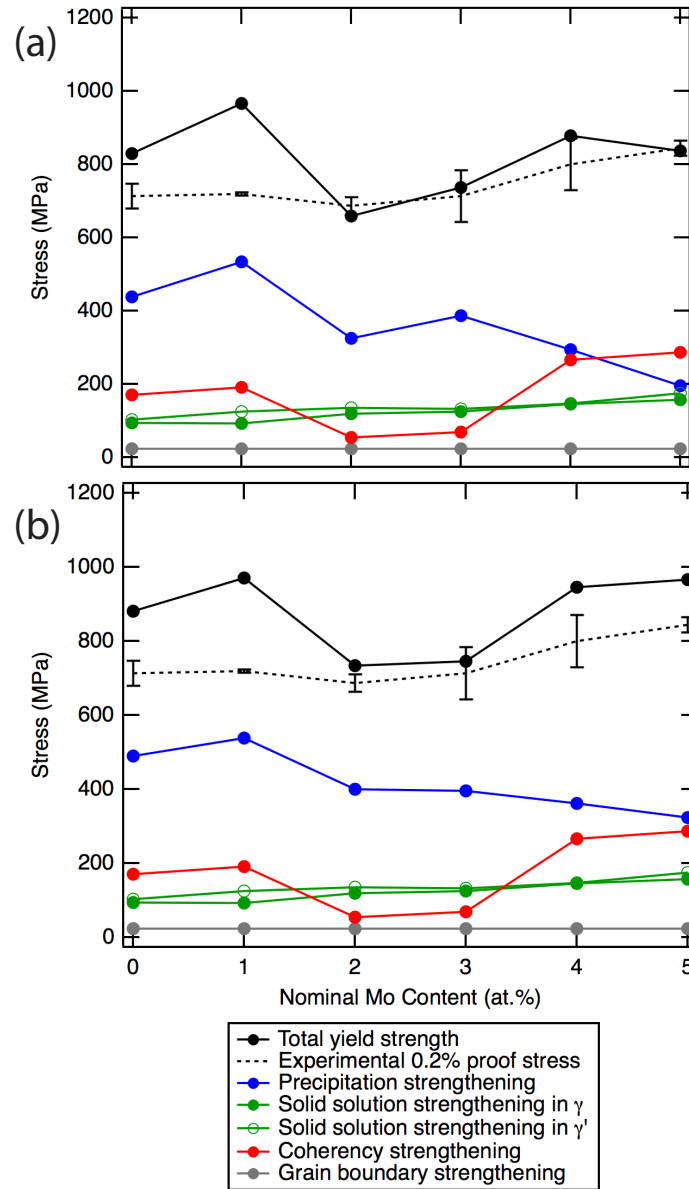 (a)
1200
1000
800
600
400
200
0
Stress (MPa)
(b)
1200
1000
800
600
400
200
0
Stress (MPa)
0 1 2 3 4 5
Nominal Mo Content (at.%)
Total yield strength
Experimental 0.2% proof stress
Precipitation strengthening
Solid solution strengthening in γ
Solid solution strengthening in γ'
Coherency strengthening
Grain boundary strengthening